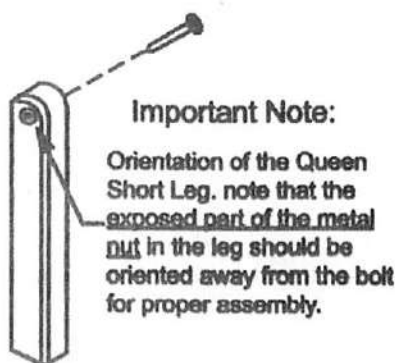 Important Note:
Orientation of the Queen
Short Leg. note that the
exposed part of the metal
nut in the leg should be
oriented away from the bolt
for proper assembly.